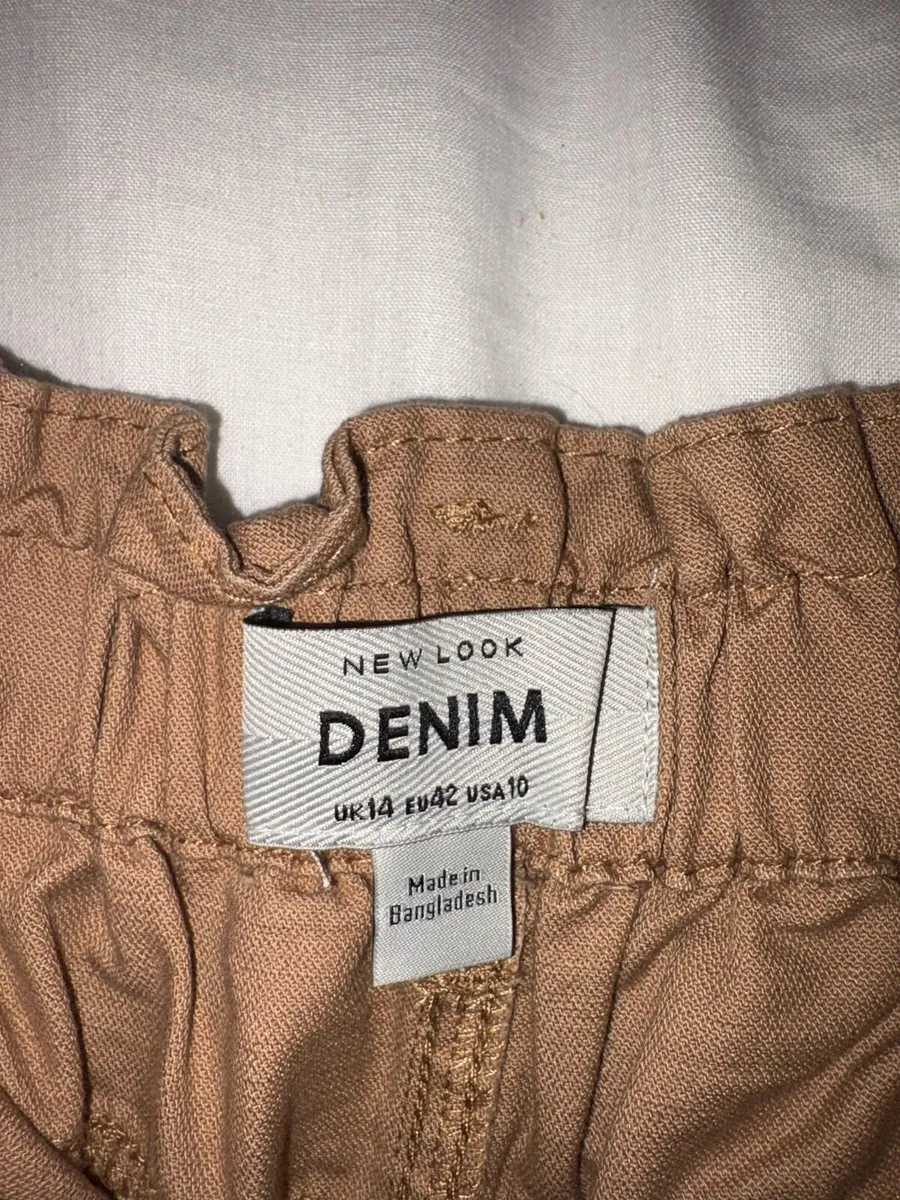 NEW LOOK
DENIM
UK14 EU42 USA10
Made in
Bangladesh